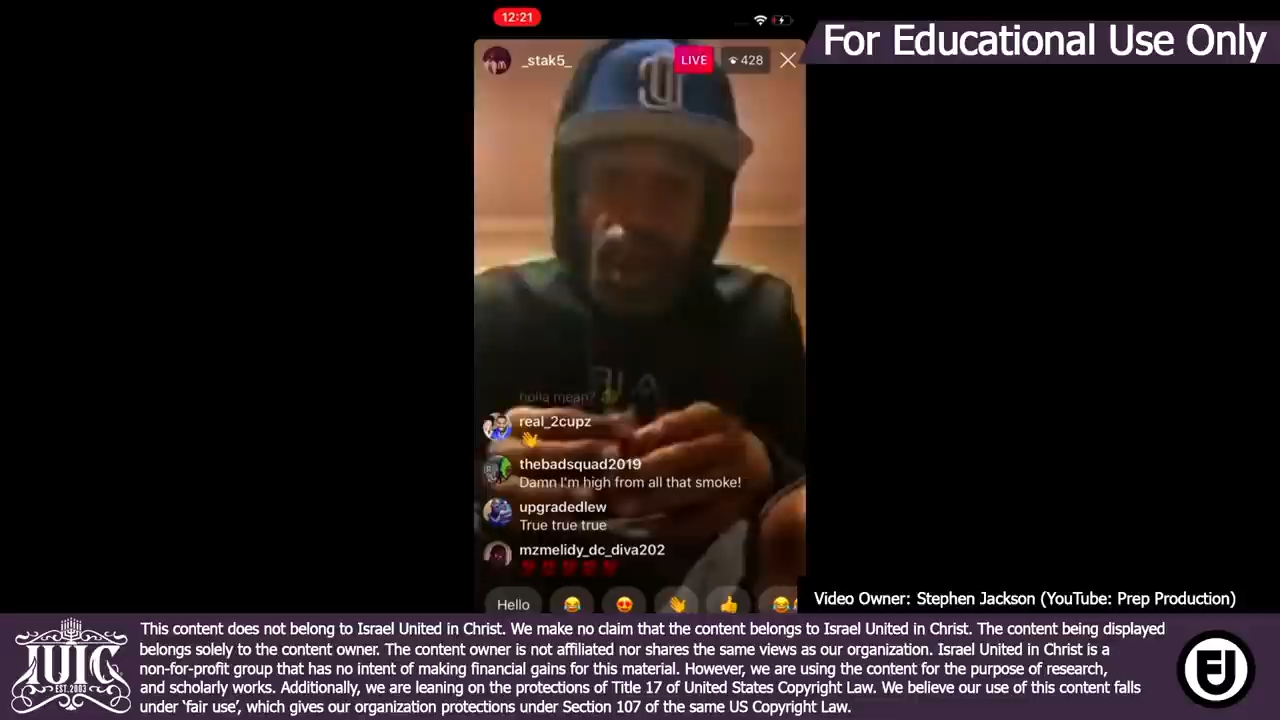 12:21
For Educational Use Only
_stak5_
LIVE
428
holla mean?
real_2cupz
thebadsquad2019
Damn I'm high from all that smoke!
upgradedlew
True true true
mzmelidy_dc_diva202
Hello
Video Owner: Stephen Jackson (YouTube: Prep Production)
This content does not belong to Israel United in Christ. We make no claim that the content belongs to Israel United in Christ. The content being displayed
belongs solely to the content owner. The content owner is not affiliated nor shares the same views as our organization. Israel United in Christ is a
non-for-profit group that has no intent of making financial gains for this material. However, we are using the content for the purpose of research,
and scholarly works. Additionally, we are leaning on the protections of Title 17 of United States Copyright Law. We believe our use of this content falls
under 'fair use', which gives our organization protections under Section 107 of the same US Copyright Law.
IUIC
EST. 2003